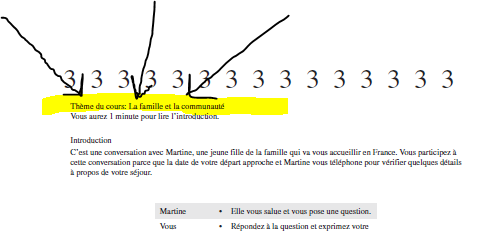 3 3 3 3 3 3 3 3 3 3 3 3 3 3 3
Thème du cours: La famille et la communauté
Vous aurez 1 minute pour lire l'introduction.
Introduction
C'est une conversation avec Martine, une jeune fille de la famille qui va vous accueillir en France. Vous participez à
cette conversation parce que la date de votre départ approche et Martine vous téléphone pour vérifier quelques détails
à propos de votre séjour.
Martine • Elle vous salue et vous pose une question.
Vous • Répondez à la question et exprimez votre